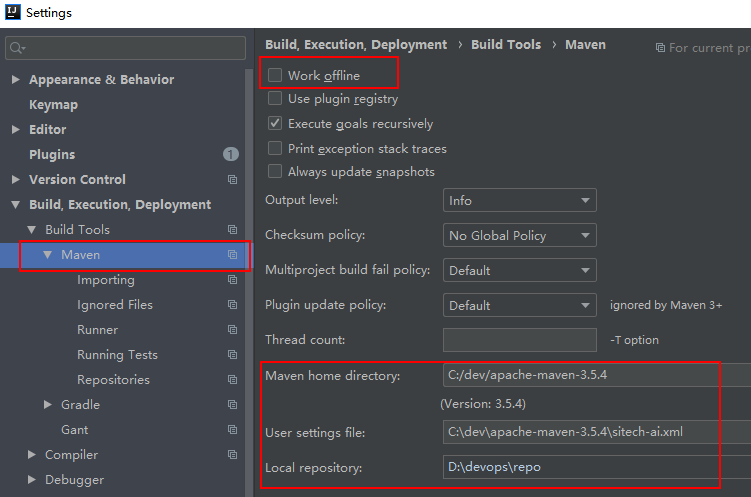 Settings
Appearance & Behavior
Keymap
Editor
Plugins 1
Version Control
Build, Execution, Deployment
Build Tools
Maven
Importing
Ignored Files
Runner
Running Tests
Repositories
Gradle
Gant
Compiler
Debugger
Build, Execution, Deployment › Build Tools › Maven For current pr
Work offline
Use plugin registry
Execute goals recursively
Print exception stack traces
Always update snapshots
Output level: Info
Checksum policy: No Global Policy
Multiproject build fail policy: Default
Plugin update policy: Default ignored by Maven 3+
Thread count: -T option
Maven home directory: C:/dev/apache-maven-3.5.4
(Version: 3.5.4)
User settings file: C:\dev\apache-maven-3.5.4\sitech-ai.xml
Local repository: D:\devops\repo